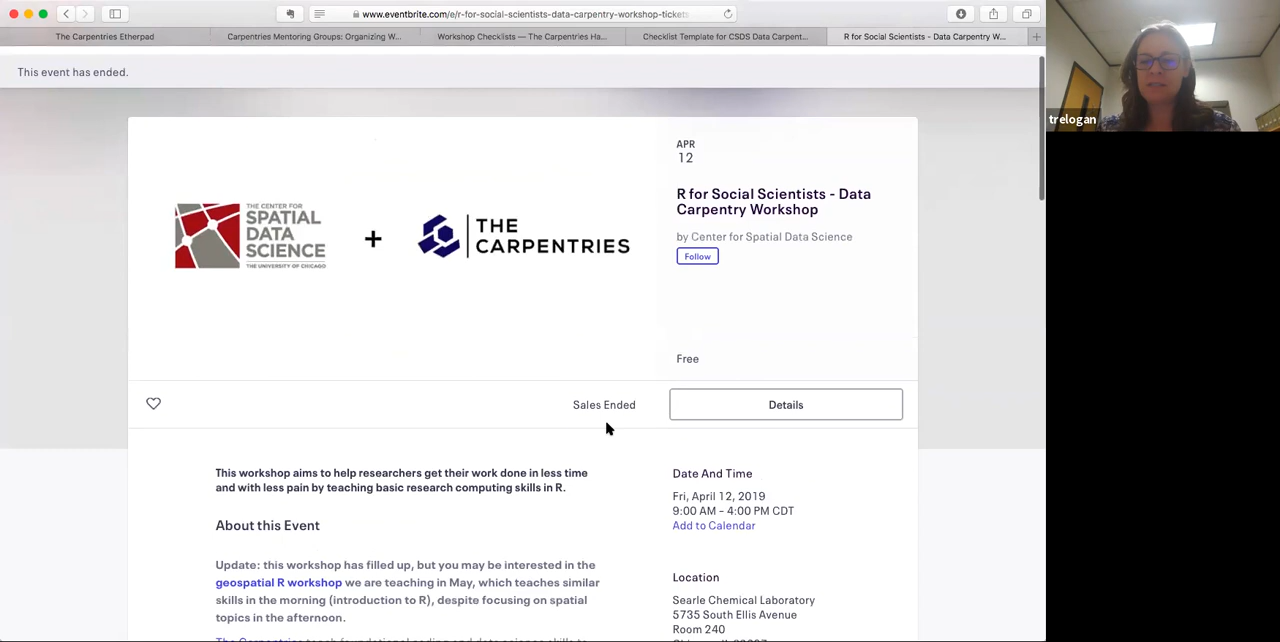 www.eventbrite.com/e/r-for-social-scientists-data-carpentry-workshop-tickets
The Carpentries Etherpad
Carpentries Mentoring Groups: Organizing W...
Workshop Checklists — The Carpentries Ha...
Checklist Template for CSDS Data Carpent...
R for Social Scientists - Data Carpentry W...
This event has ended.
trelogan
THE CENTER FOR
SPATIAL
DATA
SCIENCE
THE UNIVERSITY OF CHICAGO
+
THE
CARPENTRIES
APR
12
R for Social Scientists - Data
Carpentry Workshop
by Center for Spatial Data Science
Follow
Free
Sales Ended
Details
This workshop aims to help researchers get their work done in less time
and with less pain by teaching basic research computing skills in R.
About this Event
Update: this workshop has filled up, but you may be interested in the
geospatial R workshop we are teaching in May, which teaches similar
skills in the morning (introduction to R), despite focusing on spatial
topics in the afternoon.
Date And Time
Fri, April 12, 2019
9:00 AM – 4:00 PM CDT
Add to Calendar
Location
Searle Chemical Laboratory
5735 South Ellis Avenue
Room 240